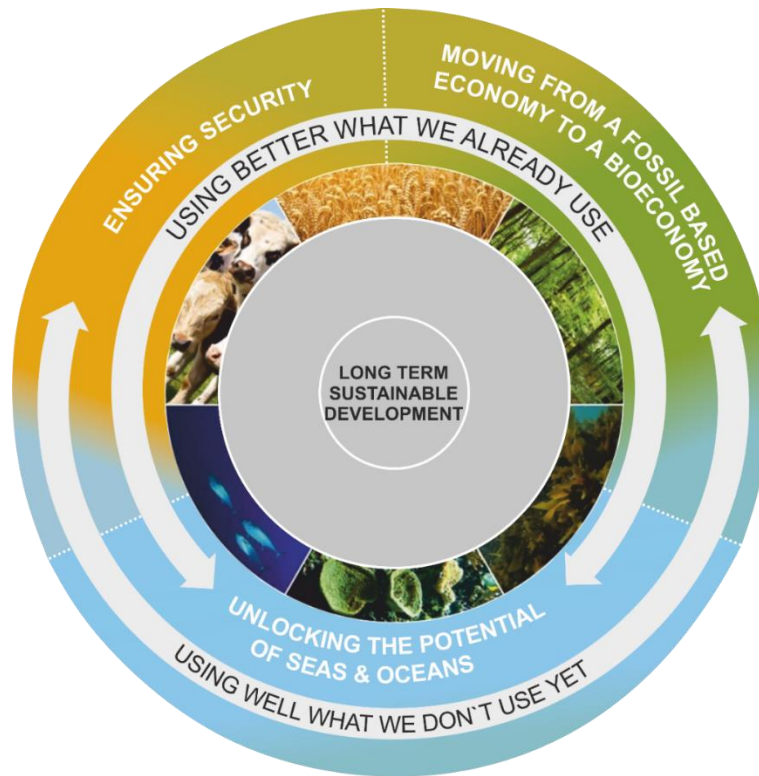 ENSURING SECURITY
MOVING FROM A FOSSIL BASED
ECONOMY TO A BIOECONOMY
USING BETTER WHAT WE ALREADY USE
LONG TERM
SUSTAINABLE
DEVELOPMENT
UNLOCKING THE POTENTIAL
OF SEAS & OCEANS
USING WELL WHAT WE DON`T USE YET